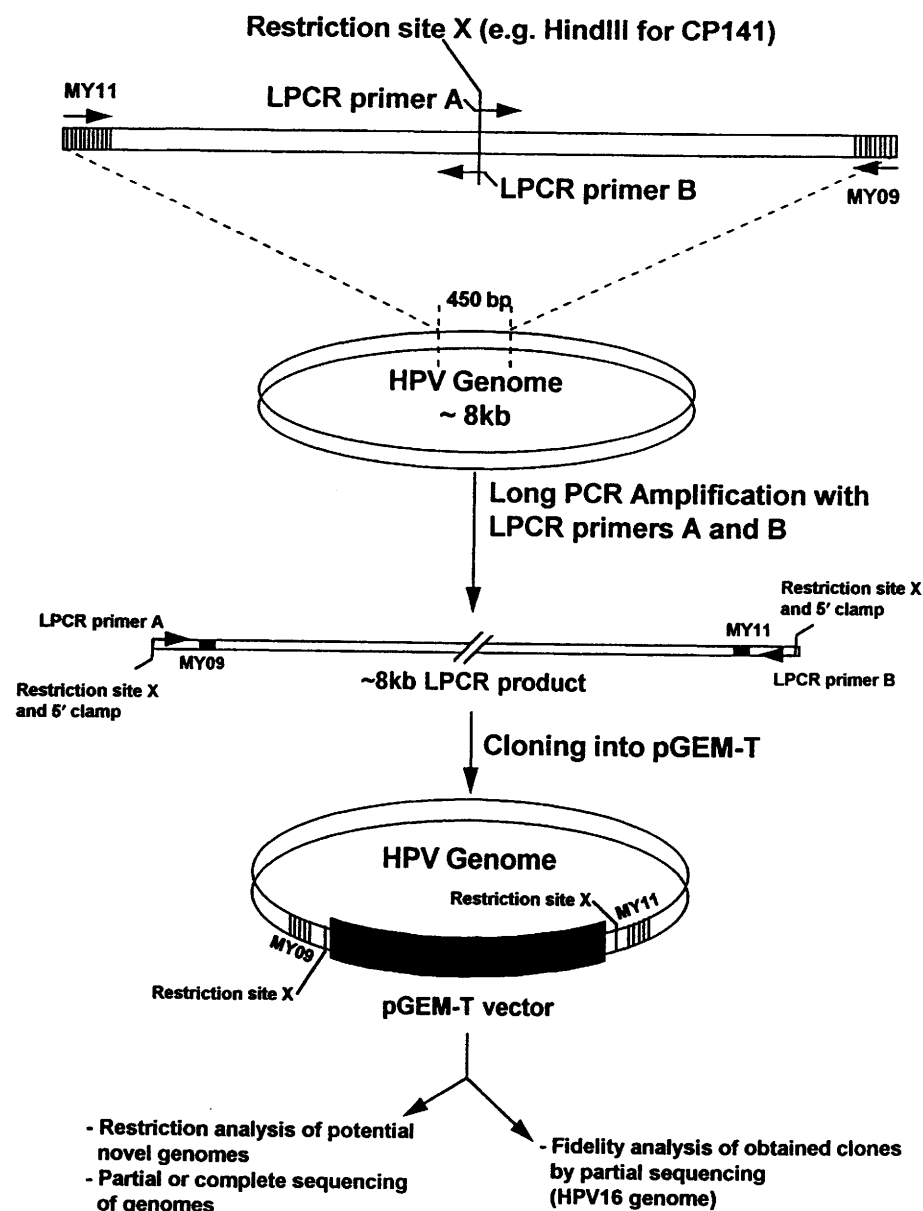 Restriction site X (e.g. HindIII for CP141)
MY11
LPCR primer A
LPCR primer B
MY09
450 bp
HPV Genome
~ 8kb
Long PCR Amplification with
LPCR primers A and B
Restriction site X
and 5' clamp
LPCR primer A
MY11
MY09
LPCR primer B
Restriction site X
and 5' clamp
~8kb LPCR product
Cloning into pGEM-T
HPV Genome
Restriction site X
MY11
MY09
Restriction site X
pGEM-T vector
- Restriction analysis of potential
novel genomes
- Partial or complete sequencing
of genomes
- Fidelity analysis of obtained clones
by partial sequencing
(HPV16 genome)